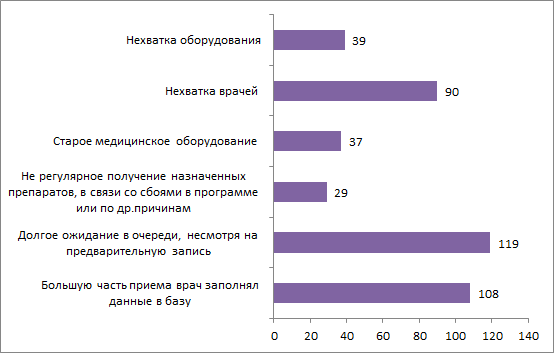 Нехватка оборудования
39
Нехватка врачей
90
Старое медицинское оборудование
37
Не регулярное получение назначенных
препаратов, в связи со сбоями в программе
или по др.причинам
29
Долгое ожидание в очереди, несмотря на
предварительную запись
119
Большую часть приема врач заполнял
данные в базу
108
0 20 40 60 80 100 120 140